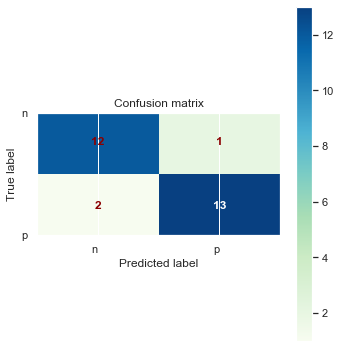 Confusion matrix
True label
n
p
12
1
2
13
n
p
Predicted label
12
10
8
6
4
2